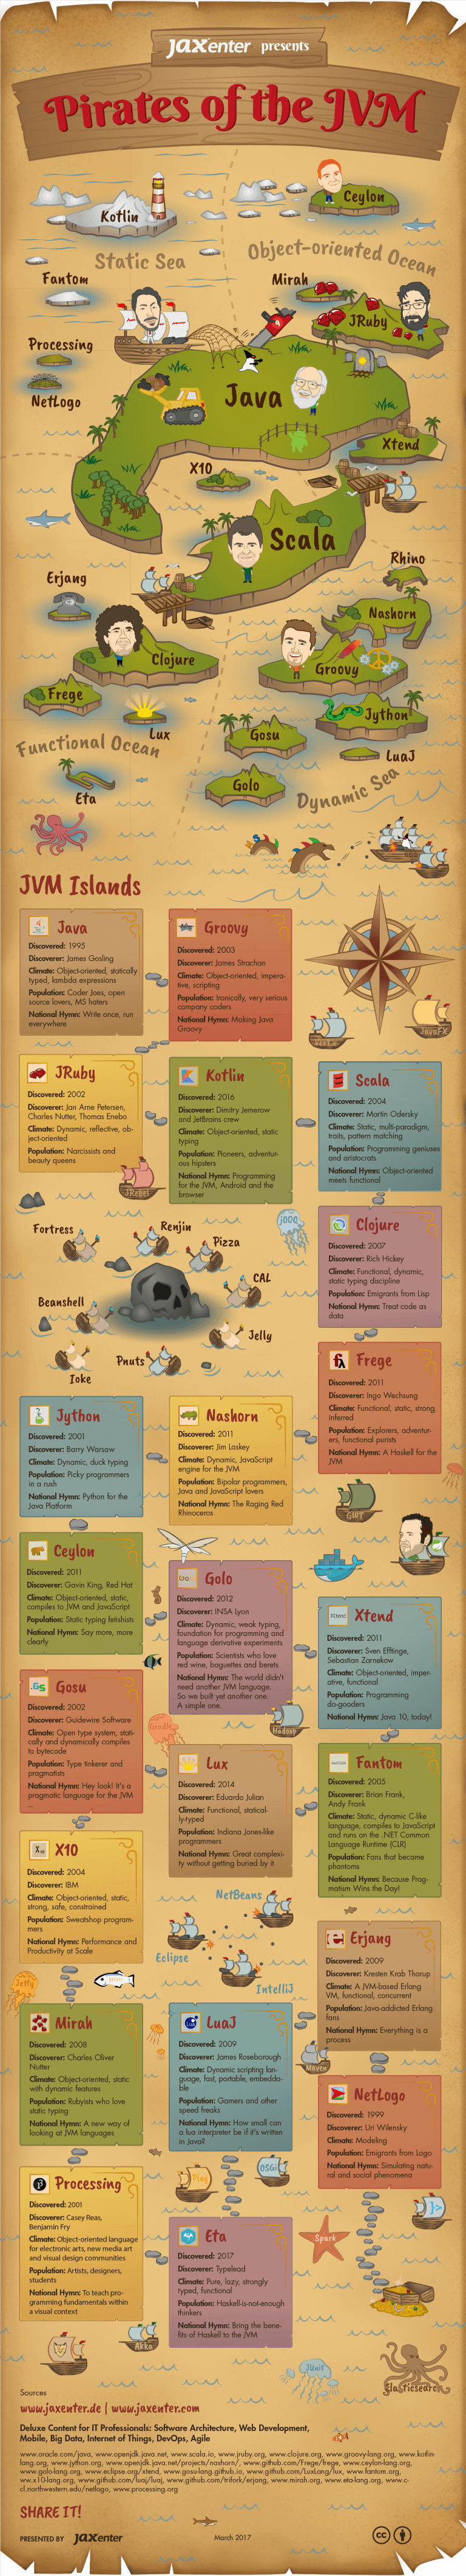 jaxenter presents
Pirates of the JVM
Kotlin
Ceylon
Static Sea
Object-oriented Ocean
Fantom
Mirah
JRuby
Processing
NetLogo
Java
Xtend
X10
Scala
Rhino
Erjang
Nashorn
Clojure
Groovy
Frege
Lux
Jython
Gosu
Functional Ocean
LuaJ
Golo
Dynamic Sea
Eta
JVM Islands
Java
Discovered: 1995
Discoverer: James Gosling
Climate: Object-oriented, statically
typed, lambda expressions
Population: Coder Joes, open
source lovers, MS haters
National Hymn: Write once, run
everywhere
Groovy
Discovered: 2003
Discoverer: James Strachan
Climate: Object-oriented, impera-
tive, scripting
Population: Ironically, very serious
company coders
National Hymn: Making Java
Groovy
JavaFX
JRuby
Discovered: 2002
Discoverer: Jan Arne Petersen,
Charles Nutter, Thomas Enebo
Climate: Dynamic, reflective, ob-
ject-oriented
Population: Narcissists and
beauty queens
JRebel
Kotlin
Discovered: 2016
Discoverer: Dimitry Jemerow
and JetBrains crew
Climate: Object-oriented, static
typing
Population: Pioneers, adventur-
ous hipsters
National Hymn: Programming
for the JVM, Android and the
browser
Scala
Discovered: 2004
Discoverer: Martin Odersky
Climate: Static, multi-paradigm,
traits, pattern matching
Population: Programming geniuses
and aristocrats
National Hymn: Object-oriented
meets functional
Fortress
Renjin
Pizza
jOOQ
CAL
Beanshell
Jelly
Pnuts
Ioke
Clojure
Discovered: 2007
Discoverer: Rich Hickey
Climate: Functional, dynamic,
static typing discipline
Population: Emigrants from Lisp
National Hymn: Treat code as
data
Frege
Discovered: 2011
Discoverer: Ingo Wechsung
Climate: Functional, static, strong,
inferred
Population: Explorers, adventur-
ers, functional purists
National Hymn: A Haskell for the
JVM
Jython
Discovered: 2001
Discoverer: Barry Warsaw
Climate: Dynamic, duck typing
Population: Picky programmers
in a rush
National Hymn: Python for the
Java Platform
Nashorn
Discovered: 2011
Discoverer: Jim Laskey
Climate: Dynamic, JavaScript
engine for the JVM
Population: Bipolar programmers,
Java and JavaScript lovers
National Hymn: The Raging Red
Rhinoceros
GWT
Ceylon
Discovered: 2011
Discoverer: Gavin King, Red Hat
Climate: Object-oriented, static,
compiles to JVM and JavaScript
Population: Static typing fetishists
National Hymn: Say more, more
clearly
Golo
Discovered: 2012
Discoverer: INSA Lyon
Climate: Dynamic, weak typing,
foundation for programming and
language derivative experiments
Population: Scientists who love
red wine, baguettes and berets
National Hymn: The world didn't
need another JVM language.
So we built yet another one.
A simple one.
Xtend
Discovered: 2011
Discoverer: Sven Efftinge,
Sebastian Zarnekow
Climate: Object-oriented, imper-
ative, functional
Population: Programming
do-gooders
National Hymn: Java 10, today!
Gosu
Discovered: 2002
Discoverer: Guidewire Software
Climate: Open type system, stati-
cally and dynamically compiles
to bytecode
Population: Type tinkerer and
pragmatists
National Hymn: Hey look! It's a
pragmatic language for the JVM
...
Gradle
Hadoop
Lux
Discovered: 2014
Discoverer: Eduardo Julian
Climate: Functional, statical-
ly-typed
Population: Indiana Jones-like
programmers
National Hymn: Great complexi-
ty without getting buried by it
Fantom
Discovered: 2005
Discoverer: Brian Frank,
Andy Frank
Climate: Static, dynamic C-like
language, compiles to JavaScript
and runs on the .NET Common
Language Runtime (CLR)
Population: Fans that became
phantoms
National Hymn: Because Prag-
matism Wins the Day!
X10
Discovered: 2004
Discoverer: IBM
Climate: Object-oriented, static,
strong, safe, constrained
Population: Sweatshop program-
mers
National Hymn: Performance and
Productivity at Scale
NetBeans
Eclipse
IntelliJ
Jetty
Erjang
Discovered: 2009
Discoverer: Kresten Krab Thorup
Climate: A JVM-based Erlang
VM, functional, concurrent
Population: Java-addicted Erlang
fans
National Hymn: Everything is a
process
Mirah
Discovered: 2008
Discoverer: Charles Oliver
Nutter
Climate: Object-oriented, static
with dynamic features
Population: Rubyists who love
static typing
National Hymn: A new way of
looking at JVM languages
LuaJ
Discovered: 2009
Discoverer: James Roseborough
Climate: Dynamic scripting lan-
guage, fast, portable, embedda-
ble
Population: Gamers and other
speed freaks
National Hymn: How small can
a lua interpreter be if it's written
in Java?
Maven
NetLogo
Discovered: 1999
Discoverer: Uri Wilensky
Climate: Modeling
Population: Emigrants from Logo
National Hymn: Simulating natu-
ral and social phenomena
Processing
Discovered: 2001
Discoverer: Casey Reas,
Benjamin Fry
Climate: Object-oriented language
for electronic arts, new media art
and visual design communities
Population: Artists, designers,
students
National Hymn: To teach pro-
gramming fundamentals within
a visual context
Play
OSGi
Eta
Discovered: 2017
Discoverer: Typelead
Climate: Pure, lazy, strongly
typed, functional
Population: Haskell-is-not-enough
thinkers
National Hymn: Bring the bene-
fits of Haskell to the JVM
Spark
Akka
JUnit
Elasticsearch
Sources
www.jaxenter.de | www.jaxenter.com
Deluxe Content for IT Professionals: Software Architecture, Web Development,
Mobile, Big Data, Internet of Things, DevOps, Agile
www.oracle.com/java, www.openjdk.java.net, www.scala.io, www.jruby.org, www.clojure.org, www.groovy-lang.org, www.kotlin-
lang.org, www.jython.org, www.openjdk.java.net/projects/nashorn/, www.github.com/Frege/frege, www.ceylon-lang.org,
www.golo-lang.org, www.eclipse.org/xtend, www.gosu-lang.github.io, www.github.com/LuxLang/lux, www.fantom.org,
www.x10-lang.org, www.github.com/luaj/luaj, www.github.com/trifork/erjang, www.mirah.org, www.eta-lang.org, www.c-
cl.northwestern.edu/netlogo, www.processing.org
SHARE IT!
PRESENTED BY jaxenter
March 2017
cc